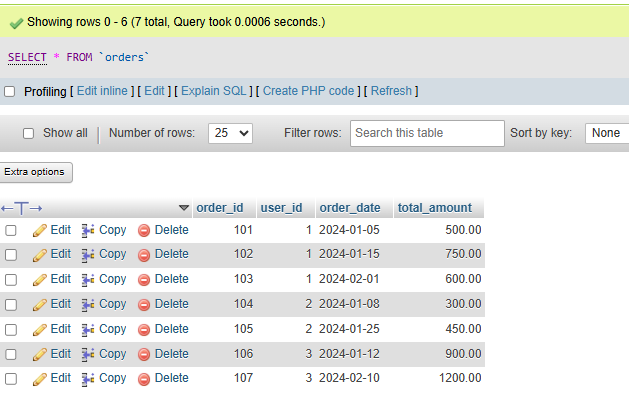 Showing rows 0 - 6 (7 total, Query took 0.0006 seconds.)
SELECT * FROM `orders`
Profiling [ Edit inline ] [ Edit ] [ Explain SQL ] [ Create PHP code ] [ Refresh ]
Show all | Number of rows: 25 Filter rows: Search this table Sort by key: None
Extra options
order_id user_id order_date total_amount
Edit Copy Delete 101 1 2024-01-05 500.00
Edit Copy Delete 102 1 2024-01-15 750.00
Edit Copy Delete 103 1 2024-02-01 600.00
Edit Copy Delete 104 2 2024-01-08 300.00
Edit Copy Delete 105 2 2024-01-25 450.00
Edit Copy Delete 106 3 2024-01-12 900.00
Edit Copy Delete 107 3 2024-02-10 1200.00